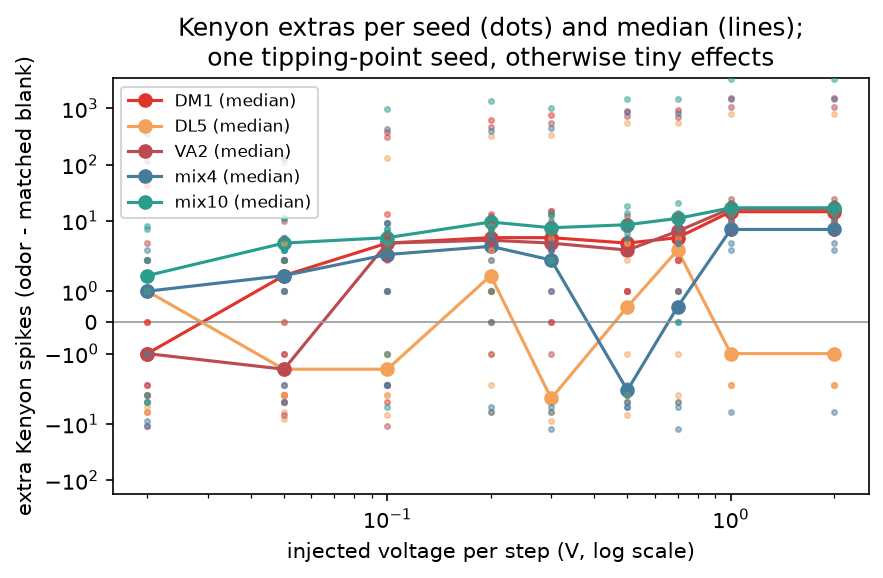 Kenyon extras per seed (dots) and median (lines);
one tipping-point seed, otherwise tiny effects
extra Kenyon spikes (odor - matched blank)
10³
10²
10¹
10⁰
0
−10⁰
−10¹
−10²
DM1 (median)
DL5 (median)
VA2 (median)
mix4 (median)
mix10 (median)
10⁻¹
10⁰
injected voltage per step (V, log scale)